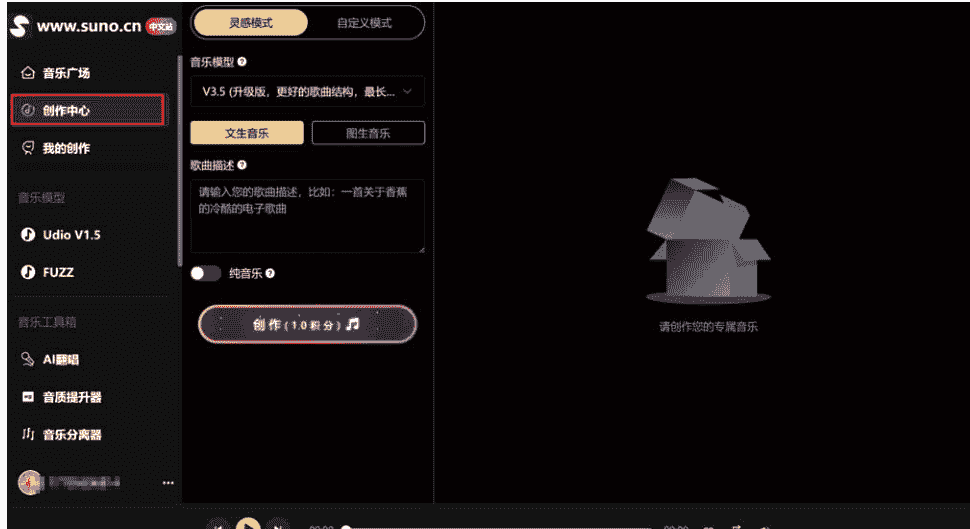 www.suno.cn 中文站
音乐广场
创作中心
我的创作
音乐模型
Udio V1.5
FUZZ
音乐工具箱
AI翻唱
音质提升器
音乐分离器
灵感模式 自定义模式
音乐模型
V3.5 (升级版，更好的歌曲结构，最长...
文生音乐 图生音乐
歌曲描述
请输入您的歌曲描述，比如：一首关于香蕉
的冷酷的电子歌曲
纯音乐
创作(1.0积分)
请创作您的专属音乐
00:00 00:00